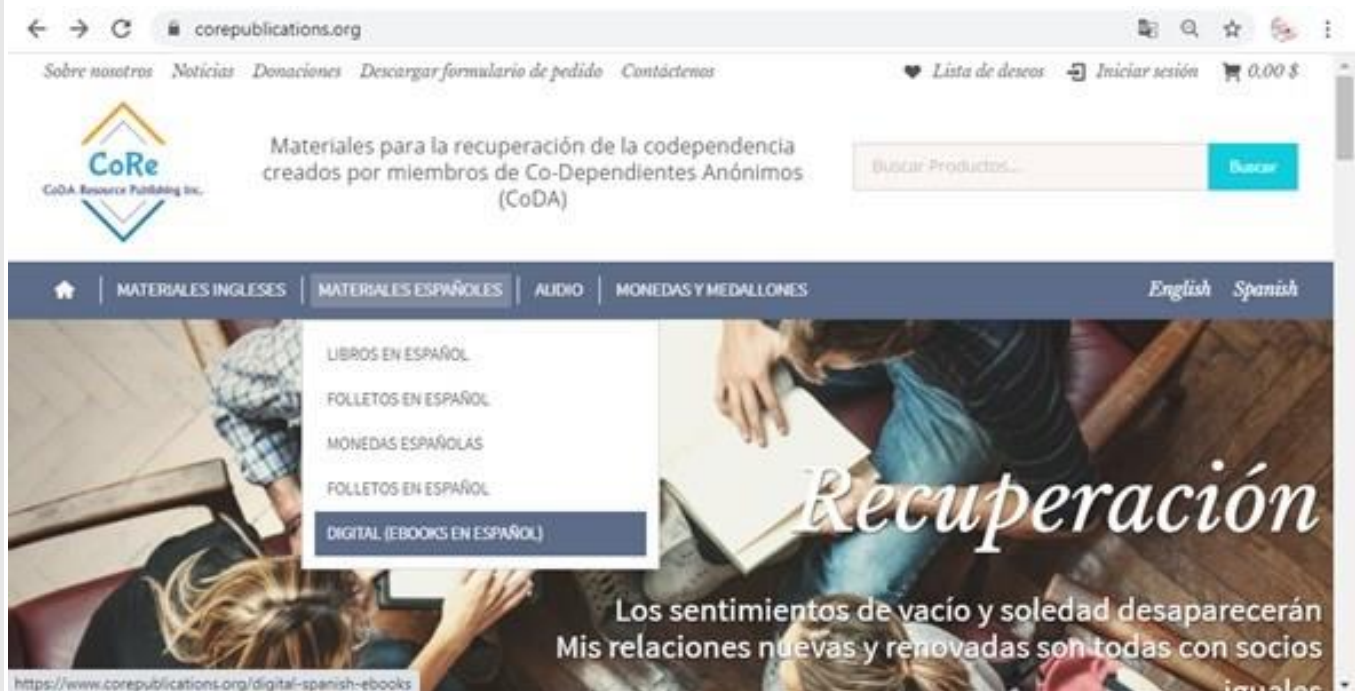 corepublications.org
Sobre nosotros Noticias Donaciones Descargar formulario de pedido Contáctenos
Lista de deseos Iniciar sesión 0,00 $
CoRe
CoDA Resource Publishing Inc.
Materiales para la recuperación de la codependencia
creados por miembros de Co-Dependientes Anónimos
(CoDA)
Buscar Productos...
Buscar
MATERIALES INGLESES MATERIALES ESPAÑOLES AUDIO MONEDAS Y MEDALLONES
English Spanish
LIBROS EN ESPAÑOL
FOLLETOS EN ESPAÑOL
MONEDAS ESPAÑOLAS
FOLLETOS EN ESPAÑOL
DIGITAL (EBOOKS EN ESPAÑOL)
Recuperación
Los sentimientos de vacío y soledad desaparecerán
Mis relaciones nuevas y renovadas son todas con socios
iguales
https://www.corepublications.org/digital-spanish-ebooks